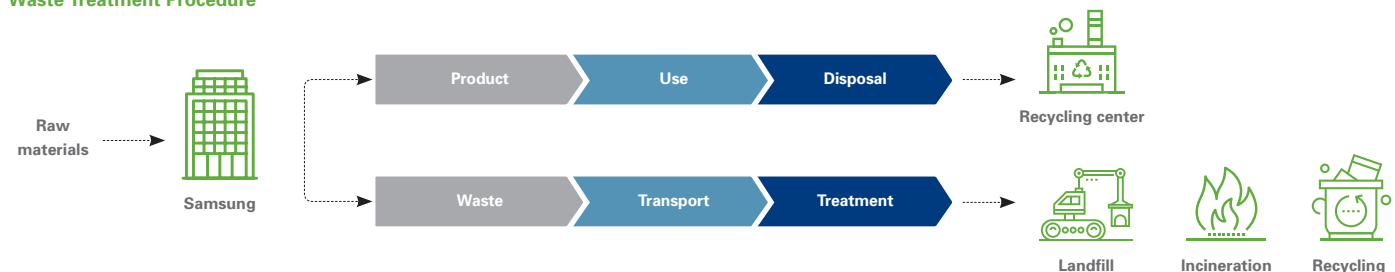 Waste Treatment Procedure
Raw
materials
Samsung
Product
Use
Disposal
Recycling center
Waste
Transport
Treatment
Landfill
Incineration
Recycling